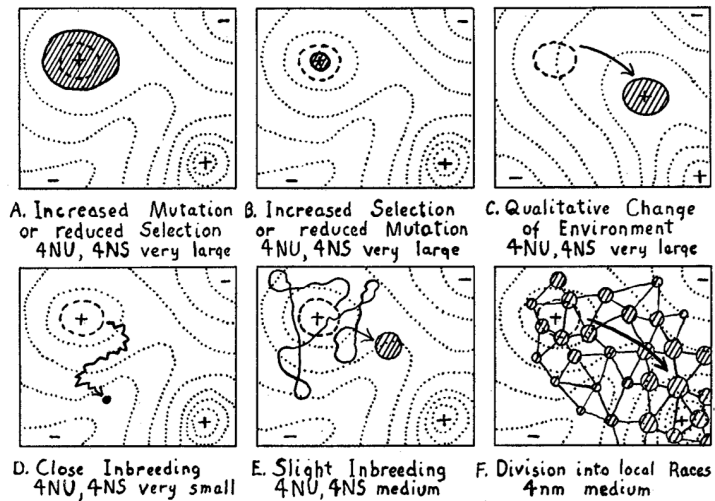 A. Increased Mutation
or reduced Selection
4NU, 4NS very large
B. Increased Selection
or reduced Mutation
4NU, 4NS very large
C. Qualitative Change
of Environment
4NU, 4NS very large
D. Close Inbreeding
4NU, 4NS very small
E. Slight Inbreeding
4NU, 4NS medium
F. Division into local Races
4nm medium